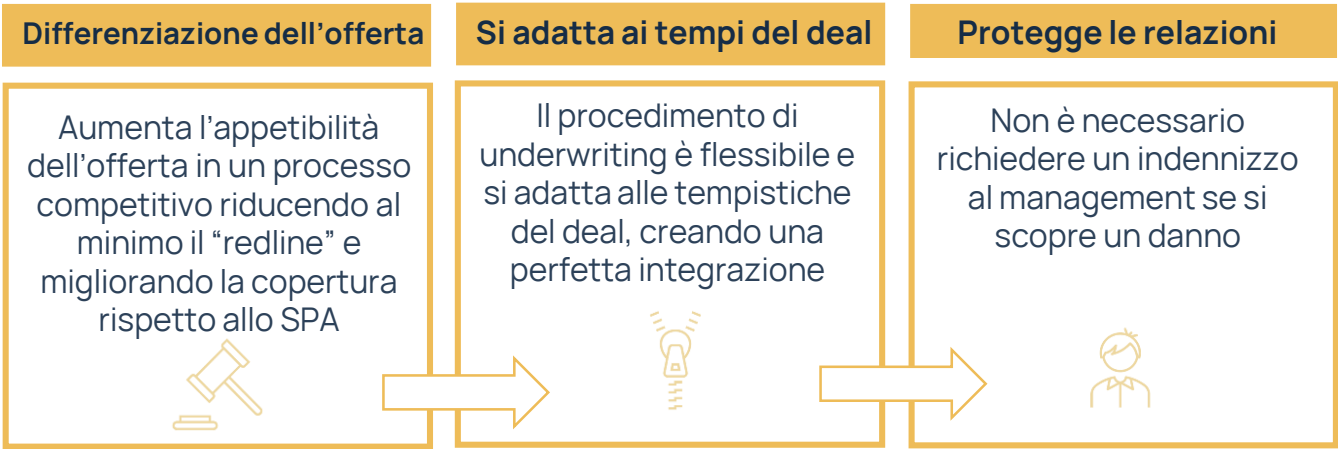 Differenziazione dell’offerta
Aumenta l’appetibilità
dell’offerta in un processo
competitivo riducendo al
minimo il “redline” e
migliorando la copertura
rispetto allo SPA
Si adatta ai tempi del deal
Il procedimento di
underwriting è flessibile e
si adatta alle tempistiche
del deal, creando una
perfetta integrazione
Protegge le relazioni
Non è necessario
richiedere un indennizzo
al management se si
scopre un danno